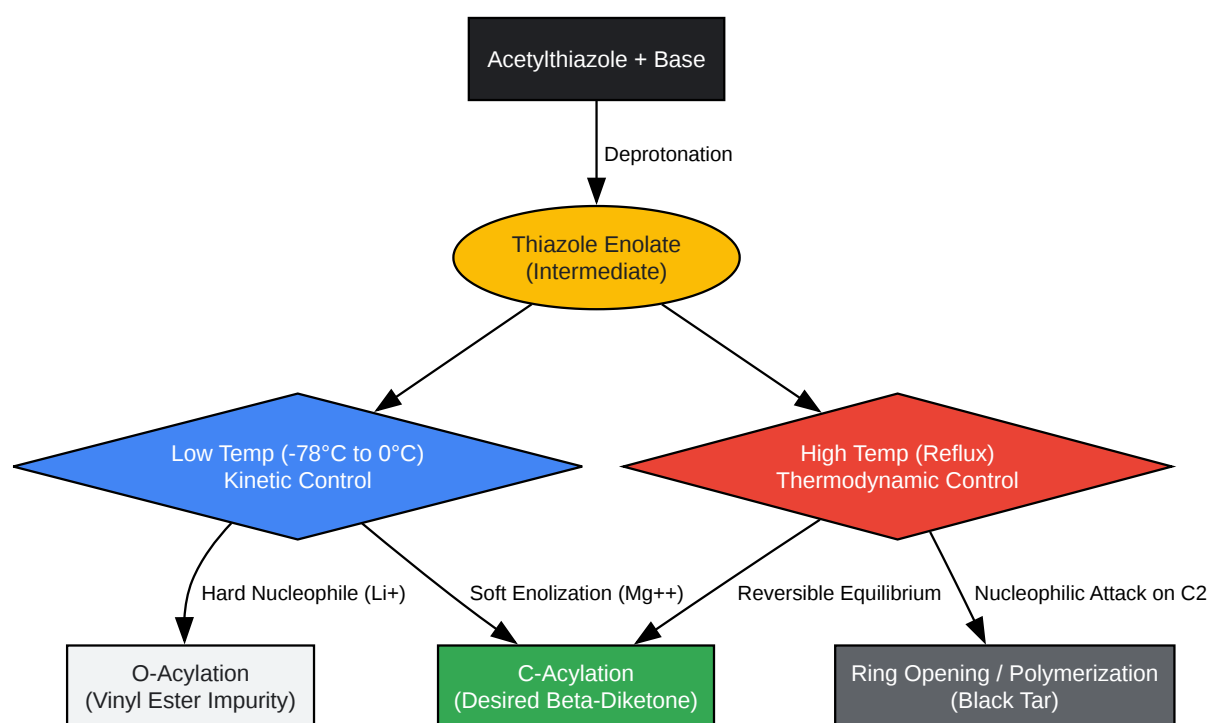 Acetylthiazole + Base
Deprotonation
Thiazole Enolate
(Intermediate)
Low Temp (-78°C to 0°C)
Kinetic Control
High Temp (Reflux)
Thermodynamic Control
Hard Nucleophile (Li+)
Soft Enolization (Mg++)
Reversible Equilibrium
Nucleophilic Attack on C2
O-Acylation
(Vinyl Ester Impurity)
C-Acylation
(Desired Beta-Diketone)
Ring Opening / Polymerization
(Black Tar)